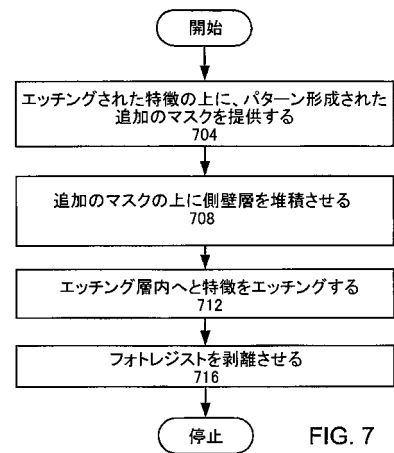 開始
エッチングされた特徴の上に、パターン形成された
追加のマスクを提供する
704
追加のマスクの上に側壁層を堆積させる
708
エッチング層内へと特徴をエッチングする
712
フォトレジストを剥離させる
716
停止
FIG. 7